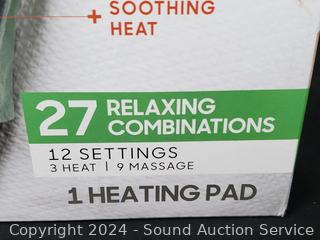 + SOOTHING
HEAT
27 RELAXING
COMBINATIONS
12 SETTINGS
3 HEAT | 9 MASSAGE
1 HEATING PAD
Copyright 2024 - Sound Auction Service